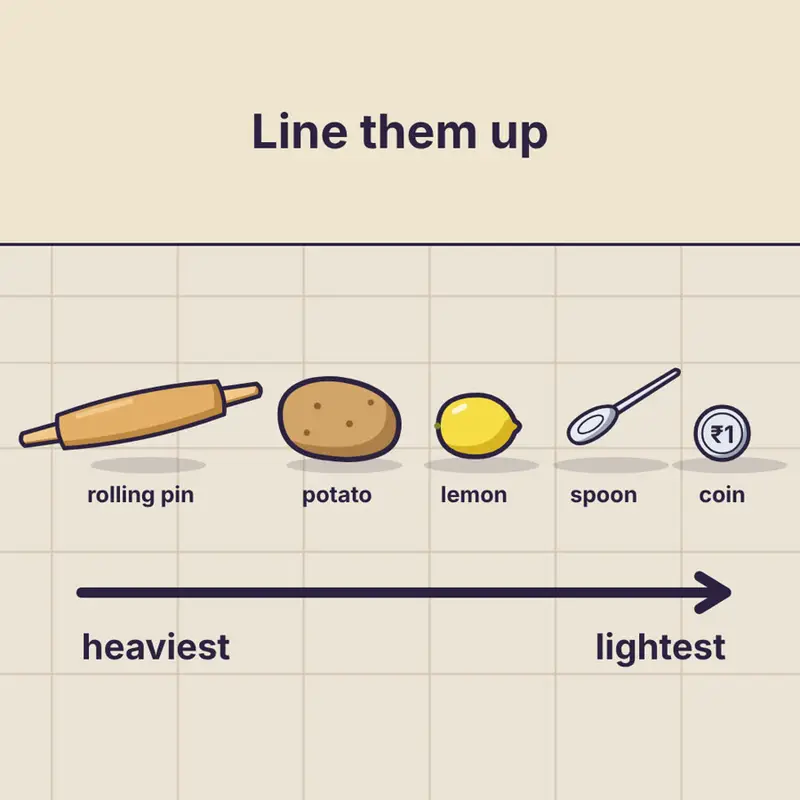 Line them up
₹1
rolling pin
potato
lemon
spoon
coin
heaviest
lightest